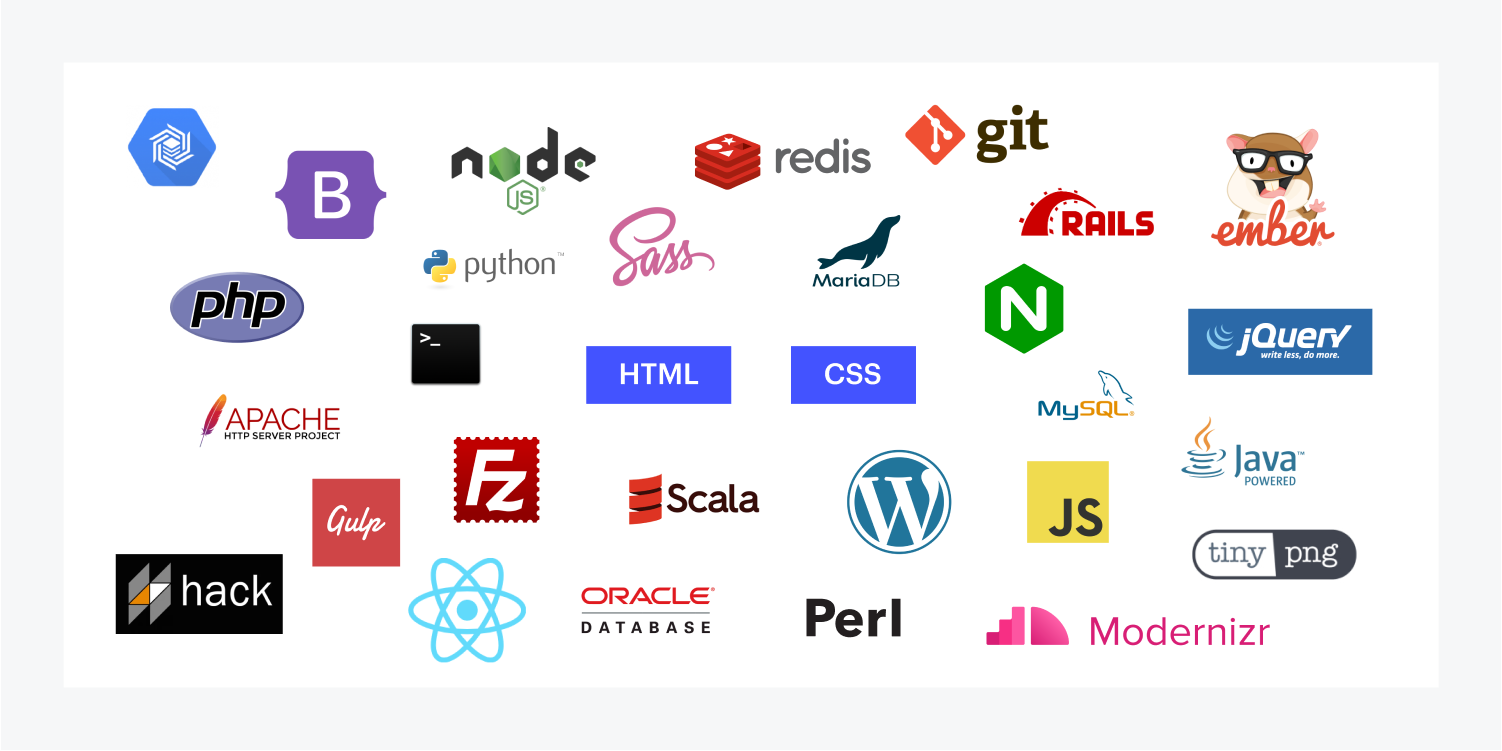 B
node
JS®
redis
git
ember®
RAILS
Sass
python™
MariaDB
php
N
jQuery
write less, do more.
>_
HTML
CSS
MySQL®
APACHE
HTTP SERVER PROJECT
Java™
POWERED
Fz
Scala
W
JS
Gulp
tiny png
hack
ORACLE®
DATABASE
Perl
Modernizr